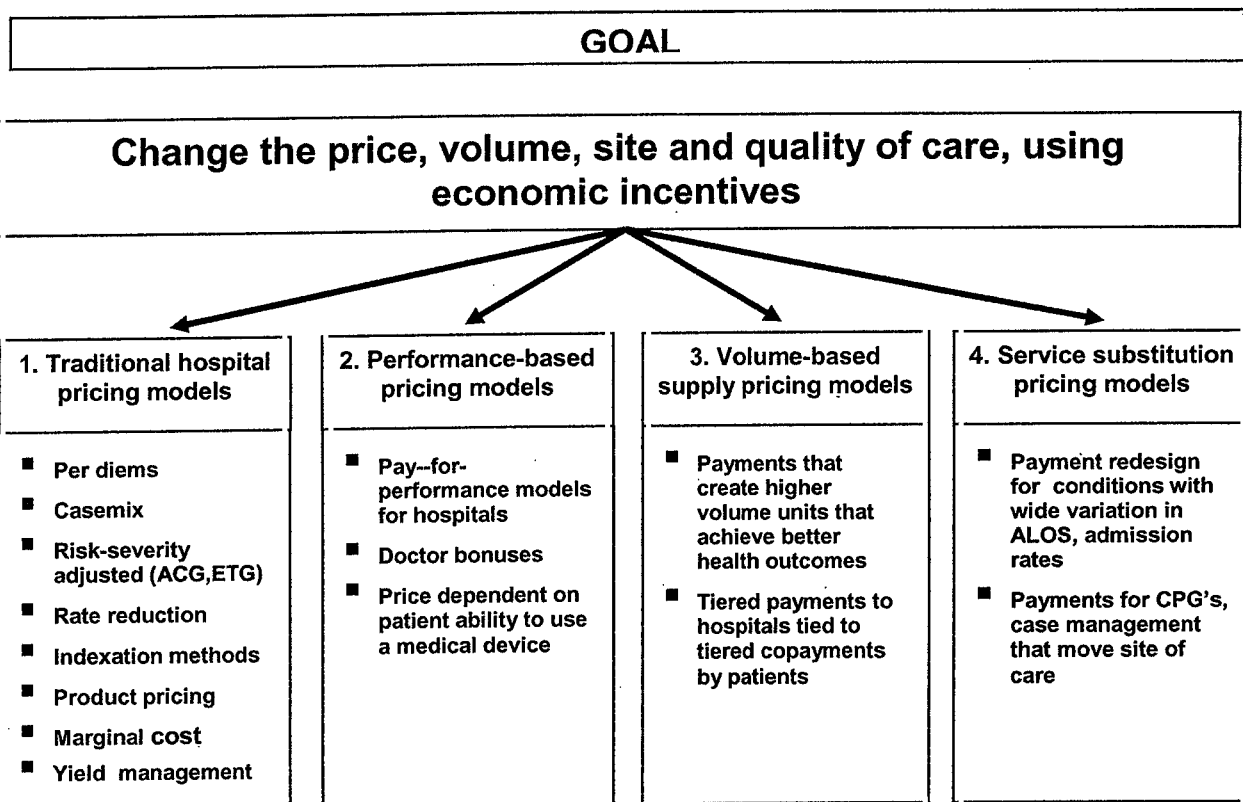 GOAL
Change the price, volume, site and quality of care, using
economic incentives
1. Traditional hospital
pricing models
■ Per diems
■ Casemix
■ Risk-severity
adjusted (ACG,ETG)
■ Rate reduction
■ Indexation methods
■ Product pricing
■ Marginal cost
■ Yield management
2. Performance-based
pricing models
■ Pay--for-
performance models
for hospitals
■ Doctor bonuses
■ Price dependent on
patient ability to use
a medical device
3. Volume-based
supply pricing models
■ Payments that
create higher
volume units that
achieve better
health outcomes
■ Tiered payments to
hospitals tied to
tiered copayments
by patients
4. Service substitution
pricing models
■ Payment redesign
for conditions with
wide variation in
ALOS, admission
rates
■ Payments for CPG's,
case management
that move site of
care